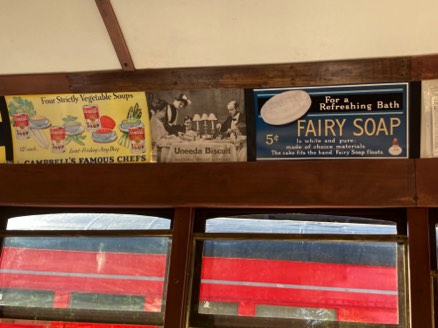 Four Strictly Vegetable Soups
CAMPBELL'S FAMOUS CHEFS
Uneeda Biscuit
For a
Refreshing Bath
FAIRY SOAP
5¢
is white and pure;
made of choice materials
The cake fits the hand Fairy Soap floats